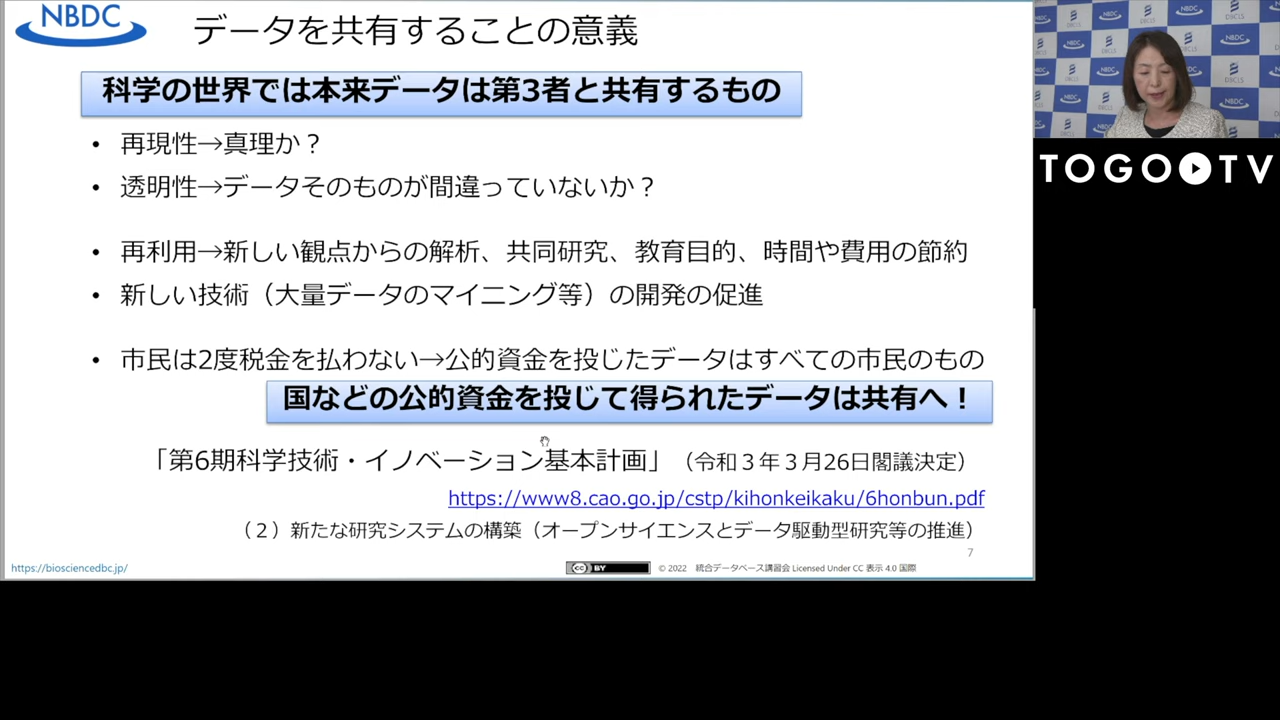 NBDC
データを共有することの意義
科学の世界では本来データは第3者と共有するもの
• 再現性→真理か？
• 透明性→データそのものが間違っていないか？
• 再利用→新しい観点からの解析、共同研究、教育目的、時間や費用の節約
• 新しい技術（大量データのマイニング等）の開発の促進
• 市民は2度税金を払わない→公的資金を投じたデータはすべての市民のもの
国などの公的資金を投じて得られたデータは共有へ！
「第6期科学技術・イノベーション基本計画」（令和３年３月26日閣議決定）
https://www8.cao.go.jp/cstp/kihonkeikaku/6honbun.pdf
（２）新たな研究システムの構築（オープンサイエンスとデータ駆動型研究等の推進）
7
https://biosciencedbc.jp/
cc BY
© 2022 統合データベース講習会 Licensed Under CC 表示 4.0 国際
NBDC
DBCLS
TOGO TV